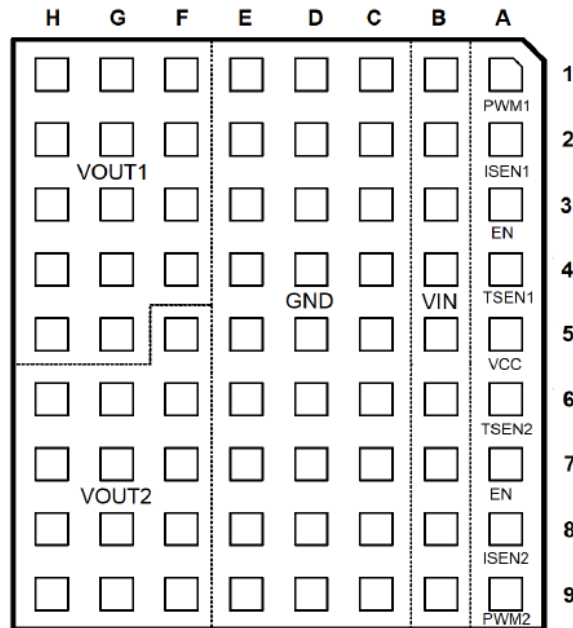 H G F E D C B A
1
PWM1
2
VOUT1 ISEN1
3
EN
4
GND VIN TSEN1
5
VCC
6
TSEN2
7
VOUT2 EN
8
ISEN2
9
PWM2